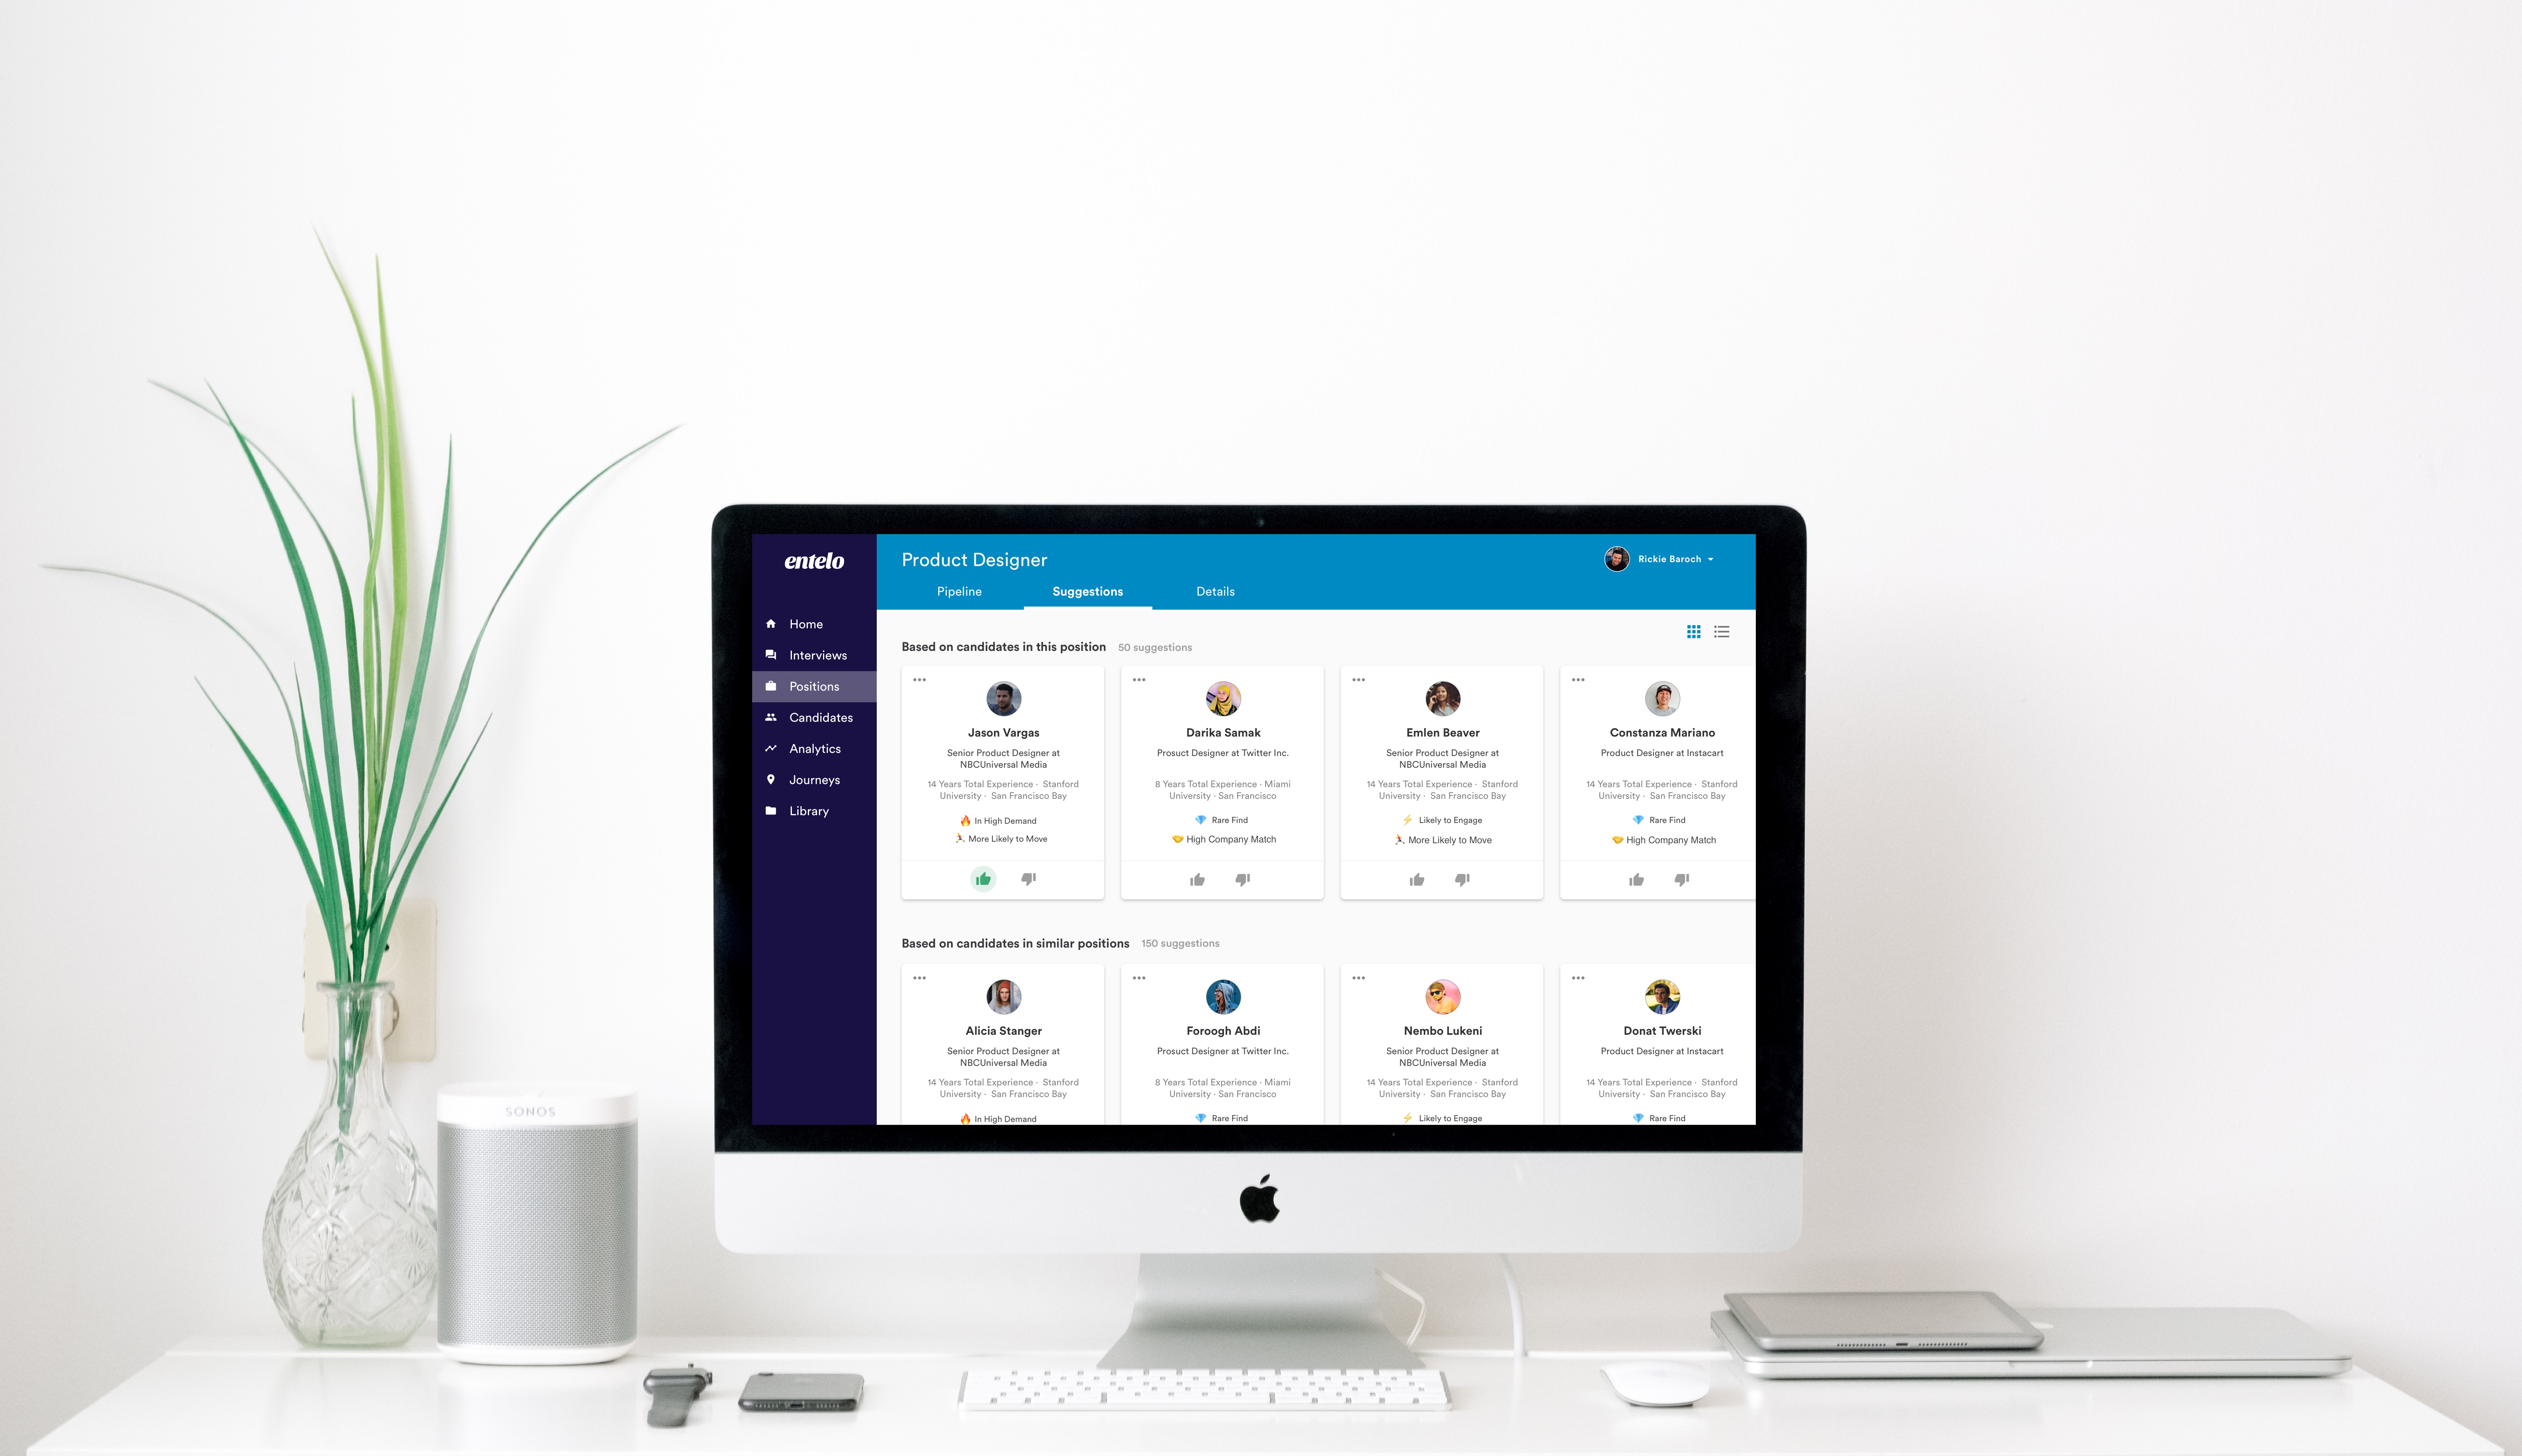 entelo
Product Designer
Rickie Baroch
Pipeline
Suggestions
Details
Home
Interviews
Positions
Candidates
Analytics
Journeys
Library
Based on candidates in this position
50 suggestions
Jason Vargas
Senior Product Designer at
NBCUniversal Media
14 Years Total Experience · Stanford
University · San Francisco Bay
🔥 In High Demand
🏃 More Likely to Move
Darika Samak
Prosuct Designer at Twitter Inc.
8 Years Total Experience · Miami
University · San Francisco
💎 Rare Find
🤝 High Company Match
Emlen Beaver
Senior Product Designer at
NBCUniversal Media
14 Years Total Experience · Stanford
University · San Francisco Bay
⚡ Likely to Engage
🏃 More Likely to Move
Constanza Mariano
Product Designer at Instacart
14 Years Total Experience · Stanford
University · San Francisco Bay
💎 Rare Find
🤝 High Company Match
Based on candidates in similar positions
150 suggestions
Alicia Stanger
Senior Product Designer at
NBCUniversal Media
14 Years Total Experience · Stanford
University · San Francisco Bay
🔥 In High Demand
Foroogh Abdi
Prosuct Designer at Twitter Inc.
8 Years Total Experience · Miami
University · San Francisco
💎 Rare Find
Nembo Lukeni
Senior Product Designer at
NBCUniversal Media
14 Years Total Experience · Stanford
University · San Francisco Bay
⚡ Likely to Engage
Donat Twerski
Product Designer at Instacart
14 Years Total Experience · Stanford
University · San Francisco Bay
💎 Rare Find
SONOS